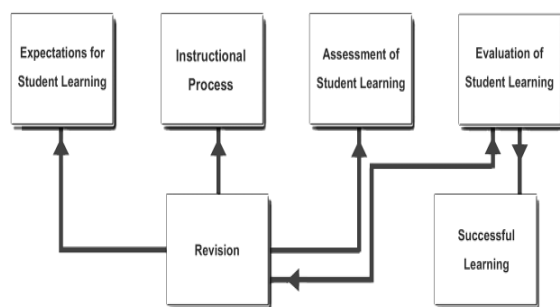 Expectations for
Student Learning
Instructional
Process
Assessment of
Student Learning
Evaluation of
Student Learning
Revision
Successful
Learning